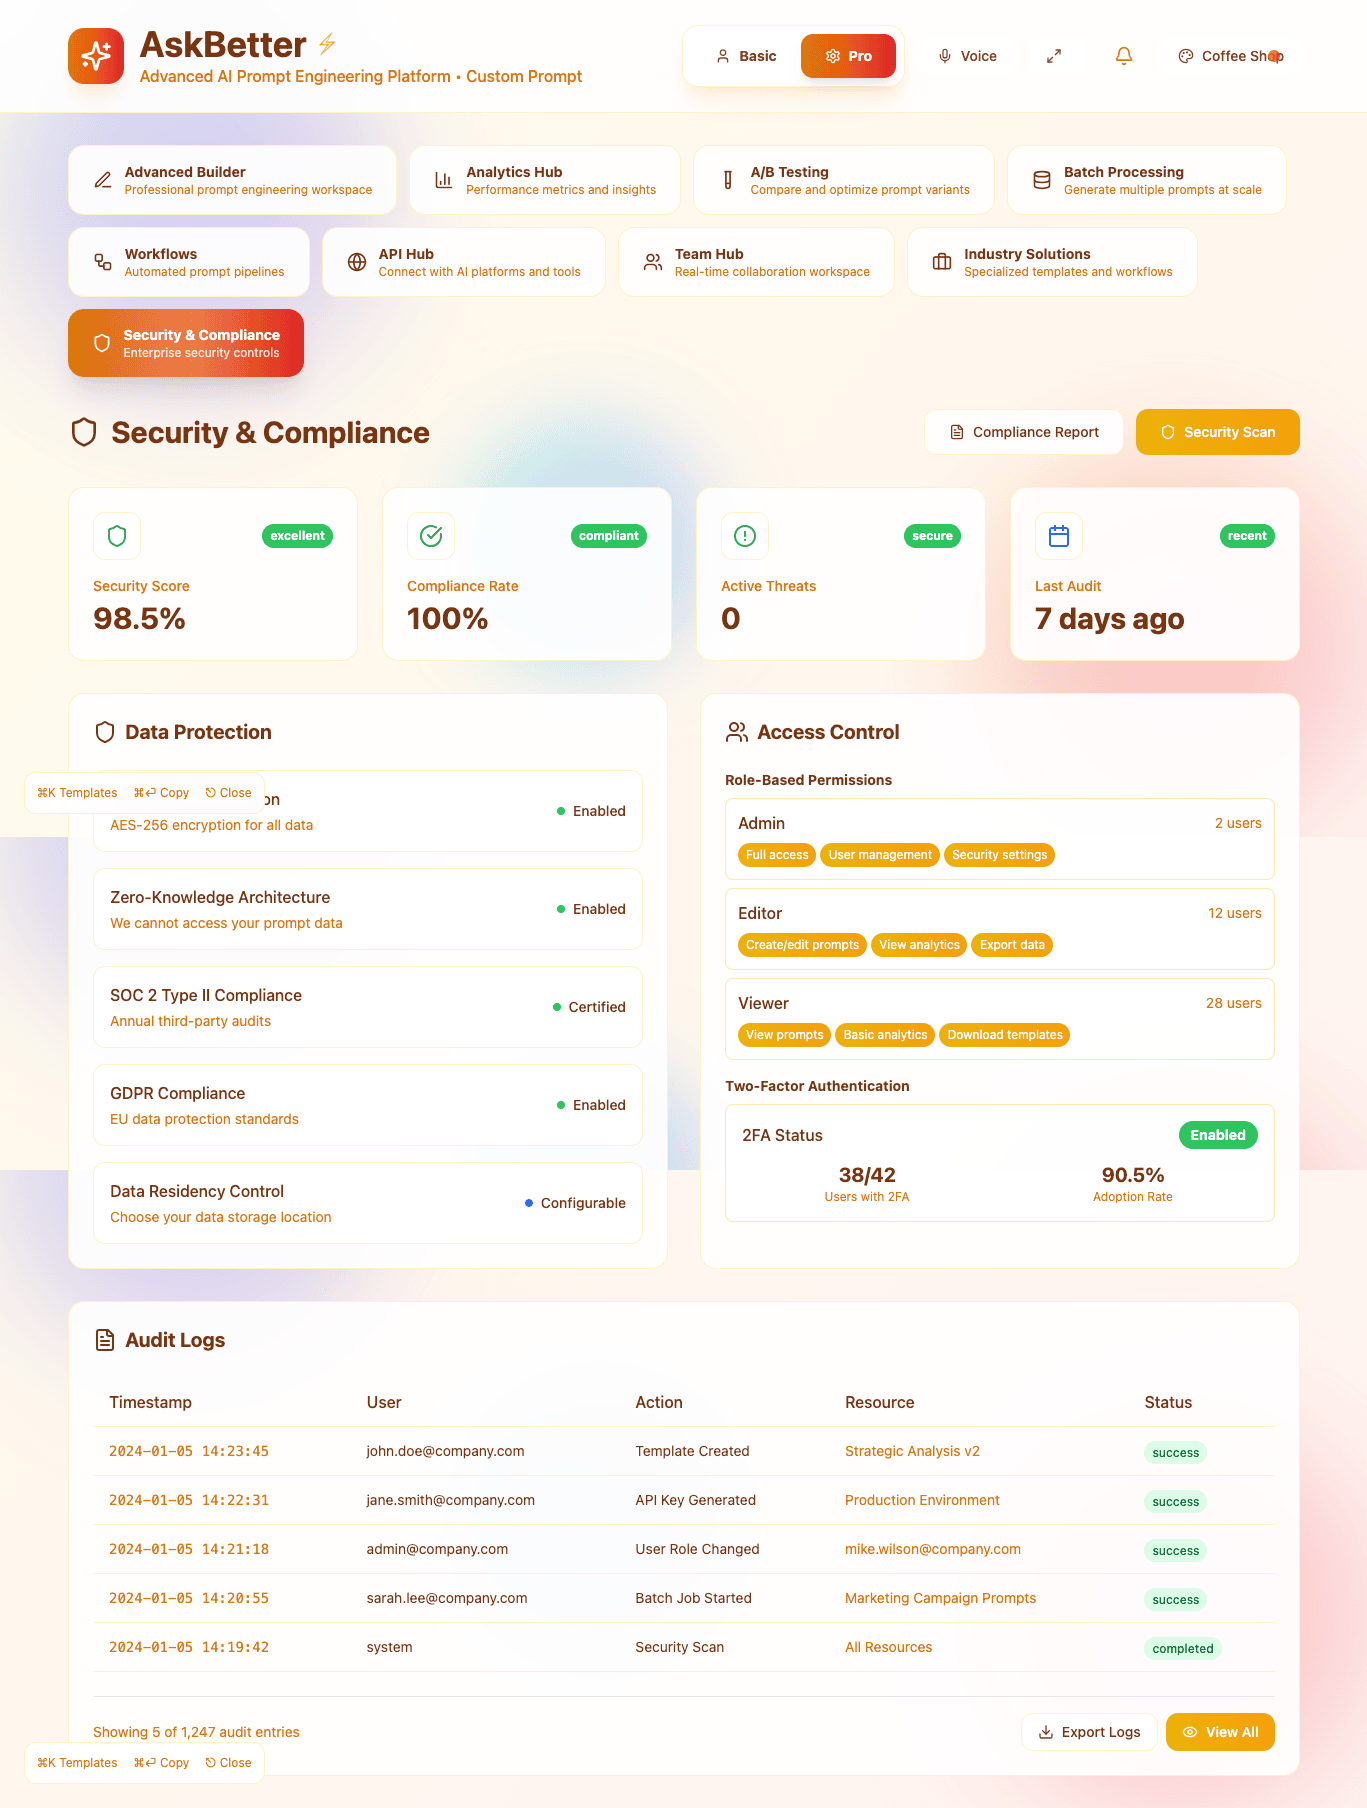 AskBetter ⚡
Advanced AI Prompt Engineering Platform • Custom Prompt
Basic
Pro
Voice
Coffee Shop
Advanced Builder
Professional prompt engineering workspace
Analytics Hub
Performance metrics and insights
A/B Testing
Compare and optimize prompt variants
Batch Processing
Generate multiple prompts at scale
Workflows
Automated prompt pipelines
API Hub
Connect with AI platforms and tools
Team Hub
Real-time collaboration workspace
Industry Solutions
Specialized templates and workflows
Security & Compliance
Enterprise security controls
Security & Compliance
Compliance Report
Security Scan
excellent
Security Score
98.5%
compliant
Compliance Rate
100%
secure
Active Threats
0
recent
Last Audit
7 days ago
Data Protection
⌘K Templates ⌘⏎ Copy ⎋ Close
on
AES-256 encryption for all data
Enabled
Zero-Knowledge Architecture
We cannot access your prompt data
Enabled
SOC 2 Type II Compliance
Annual third-party audits
Certified
GDPR Compliance
EU data protection standards
Enabled
Data Residency Control
Choose your data storage location
Configurable
Access Control
Role-Based Permissions
Admin
2 users
Full access User management Security settings
Editor
12 users
Create/edit prompts View analytics Export data
Viewer
28 users
View prompts Basic analytics Download templates
Two-Factor Authentication
2FA Status
Enabled
38/42
Users with 2FA
90.5%
Adoption Rate
Audit Logs
Timestamp User Action Resource Status
2024-01-05 14:23:45 john.doe@company.com Template Created Strategic Analysis v2 success
2024-01-05 14:22:31 jane.smith@company.com API Key Generated Production Environment success
2024-01-05 14:21:18 admin@company.com User Role Changed mike.wilson@company.com success
2024-01-05 14:20:55 sarah.lee@company.com Batch Job Started Marketing Campaign Prompts success
2024-01-05 14:19:42 system Security Scan All Resources completed
Showing 5 of 1,247 audit entries
Export Logs
View All
⌘K Templates ⌘⏎ Copy ⎋ Close